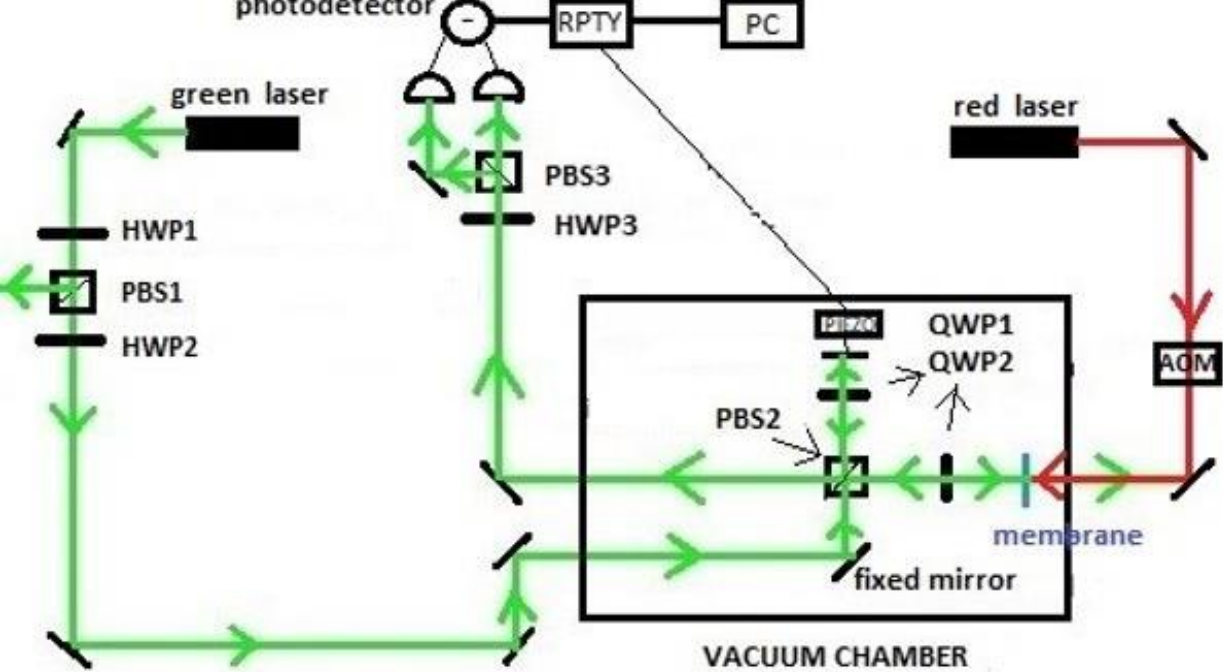 photodetector
-
RPTY
PC
green laser
red laser
PBS3
HWP3
HWP1
PBS1
HWP2
PIEZO
QWP1
QWP2
AOM
PBS2
membrane
fixed mirror
VACUUM CHAMBER